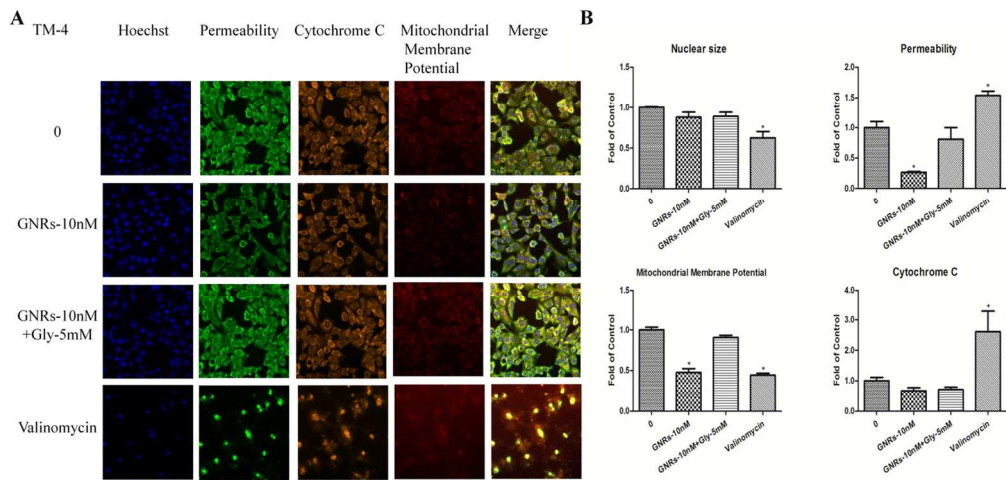 A
TM-4
Hoechst
Permeability
Cytochrome C
Mitochondrial
Membrane
Potential
Merge
0
GNRs-10nM
GNRs-10nM
+Gly-5mM
Valinomycin
B
Nuclear size
Fold of Control
1.5
1.0
0.5
0.0
0
GNRs-10nM
GNRs-10nM+Gly-5mM
Valinomycin
*
Permeability
Fold of Control
2.0
1.5
1.0
0.5
0.0
0
GNRs-10nM
GNRs-10nM+Gly-5mM
Valinomycin
*
*
Mitochondrial Membrane Potential
Fold of Control
1.5
1.0
0.5
0.0
0
GNRs-10nM
GNRs-10nM+Gly-5mM
Valinomycin
*
*
Cytochrome C
Fold of Control
4.0
3.0
2.0
1.0
0.0
0
GNRs-10nM
GNRs-10nM+Gly-5mM
Valinomycin
*